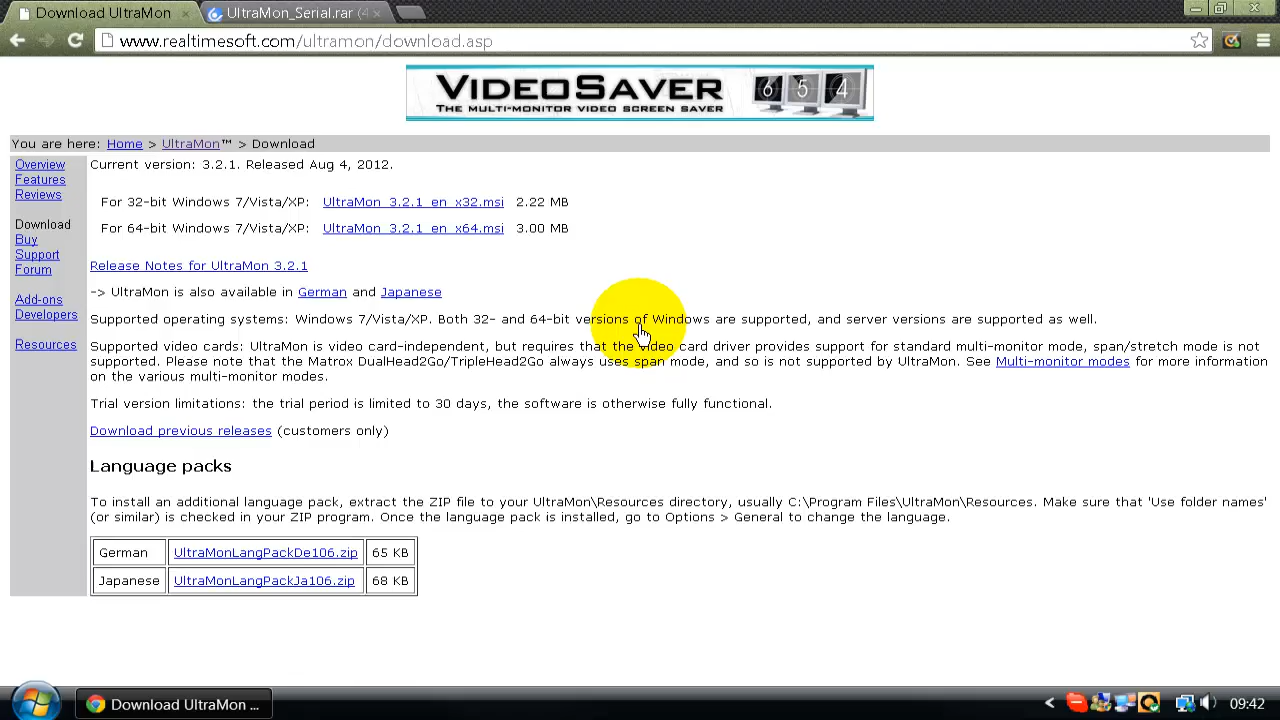 Download UltraMon
UltraMon_Serial.rar (4
www.realtimesoft.com/ultramon/download.asp
VIDEOSAVER
THE MULTI-MONITOR VIDEO SCREEN SAVER
6 5 4
You are here: Home > UltraMon™ > Download
Overview
Features
Reviews
Download
Buy
Support
Forum
Add-ons
Developers
Resources
Current version: 3.2.1. Released Aug 4, 2012.
For 32-bit Windows 7/Vista/XP: UltraMon_3.2.1_en_x32.msi 2.22 MB
For 64-bit Windows 7/Vista/XP: UltraMon_3.2.1_en_x64.msi 3.00 MB
Release Notes for UltraMon 3.2.1
-> UltraMon is also available in German and Japanese
Supported operating systems: Windows 7/Vista/XP. Both 32- and 64-bit versions of Windows are supported, and server versions are supported as well.
Supported video cards: UltraMon is video card-independent, but requires that the video card driver provides support for standard multi-monitor mode, span/stretch mode is not
supported. Please note that the Matrox DualHead2Go/TripleHead2Go always uses span mode, and so is not supported by UltraMon. See Multi-monitor modes for more information
on the various multi-monitor modes.
Trial version limitations: the trial period is limited to 30 days, the software is otherwise fully functional.
Download previous releases (customers only)
Language packs
To install an additional language pack, extract the ZIP file to your UltraMon\Resources directory, usually C:\Program Files\UltraMon\Resources. Make sure that 'Use folder names'
(or similar) is checked in your ZIP program. Once the language pack is installed, go to Options > General to change the language.
German UltraMonLangPackDe106.zip 65 KB
Japanese UltraMonLangPackJa106.zip 68 KB
Download UltraMon ...
09:42